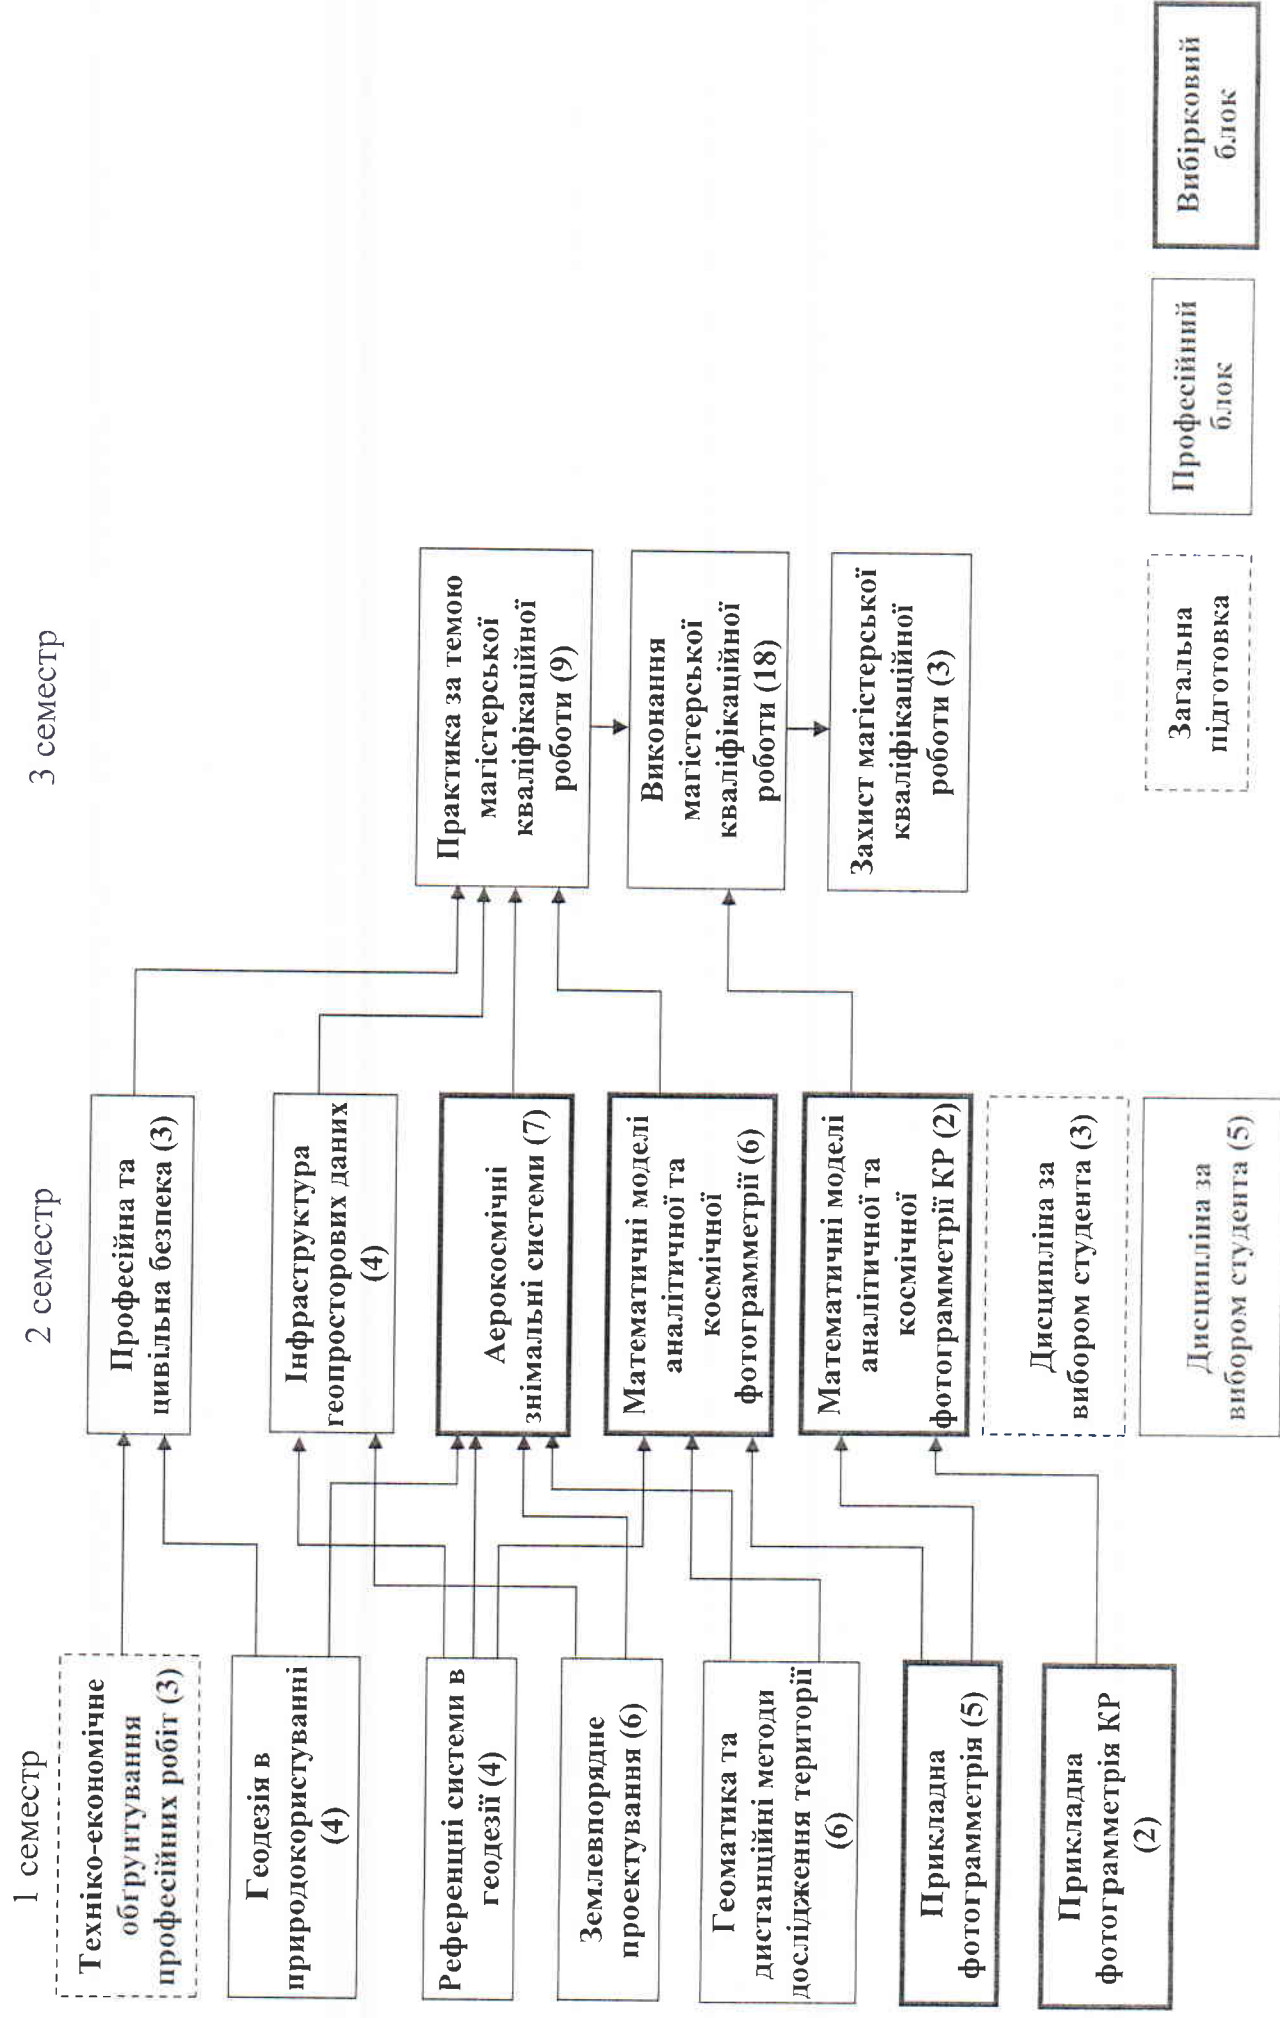 1 семестр
2 семестр
3 семестр
Техніко-економічне
обґрунтування
професійних робіт (3)
Геодезія в
природокористуванні
(4)
Референцні системи в
геодезії (4)
Землевпорядне
проектування (6)
Геоматика та
дистанційні методи
дослідження території
(6)
Прикладна
фотограмметрія (5)
Прикладна
фотограмметрія КР
(2)
Професійна та
цивільна безпека (3)
Інфраструктура
геопросторових даних
(4)
Аерокосмічні
знімальні системи (7)
Математичні моделі
аналітичної та
космічної
фотограмметрії (6)
Математичні моделі
аналітичної та
космічної
фотограмметрії КР (2)
Дисципліна за
вибором студента (3)
Дисципліна за
вибором студента (5)
Практика за темою
магістерської
кваліфікаційної
роботи (9)
Виконання
магістерської
кваліфікаційної
роботи (18)
Захист магістерської
кваліфікаційної
роботи (3)
Загальна
підготовка
Професійний
блок
Вибірковий
блок